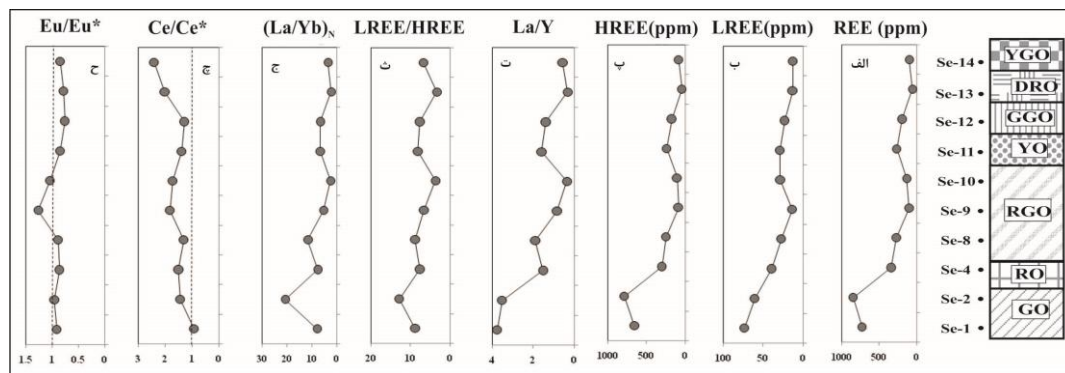 Eu/Eu* Ce/Ce* (La/Yb)N LREE/HREE La/Y HREE(ppm) LREE(ppm) REE (ppm)
ح چ ج ث ت پ ب الف
Se-14 YGO
Se-13 DRO
Se-12 GGO
Se-11 YO
Se-10
Se-9 RGO
Se-8
Se-4 RO
Se-2 GO
Se-1
1.5 1 0.5 0 3 2 1 0 30 20 10 0 20 10 0 4 2 0 1000 500 0 100 50 0 1000 500 0